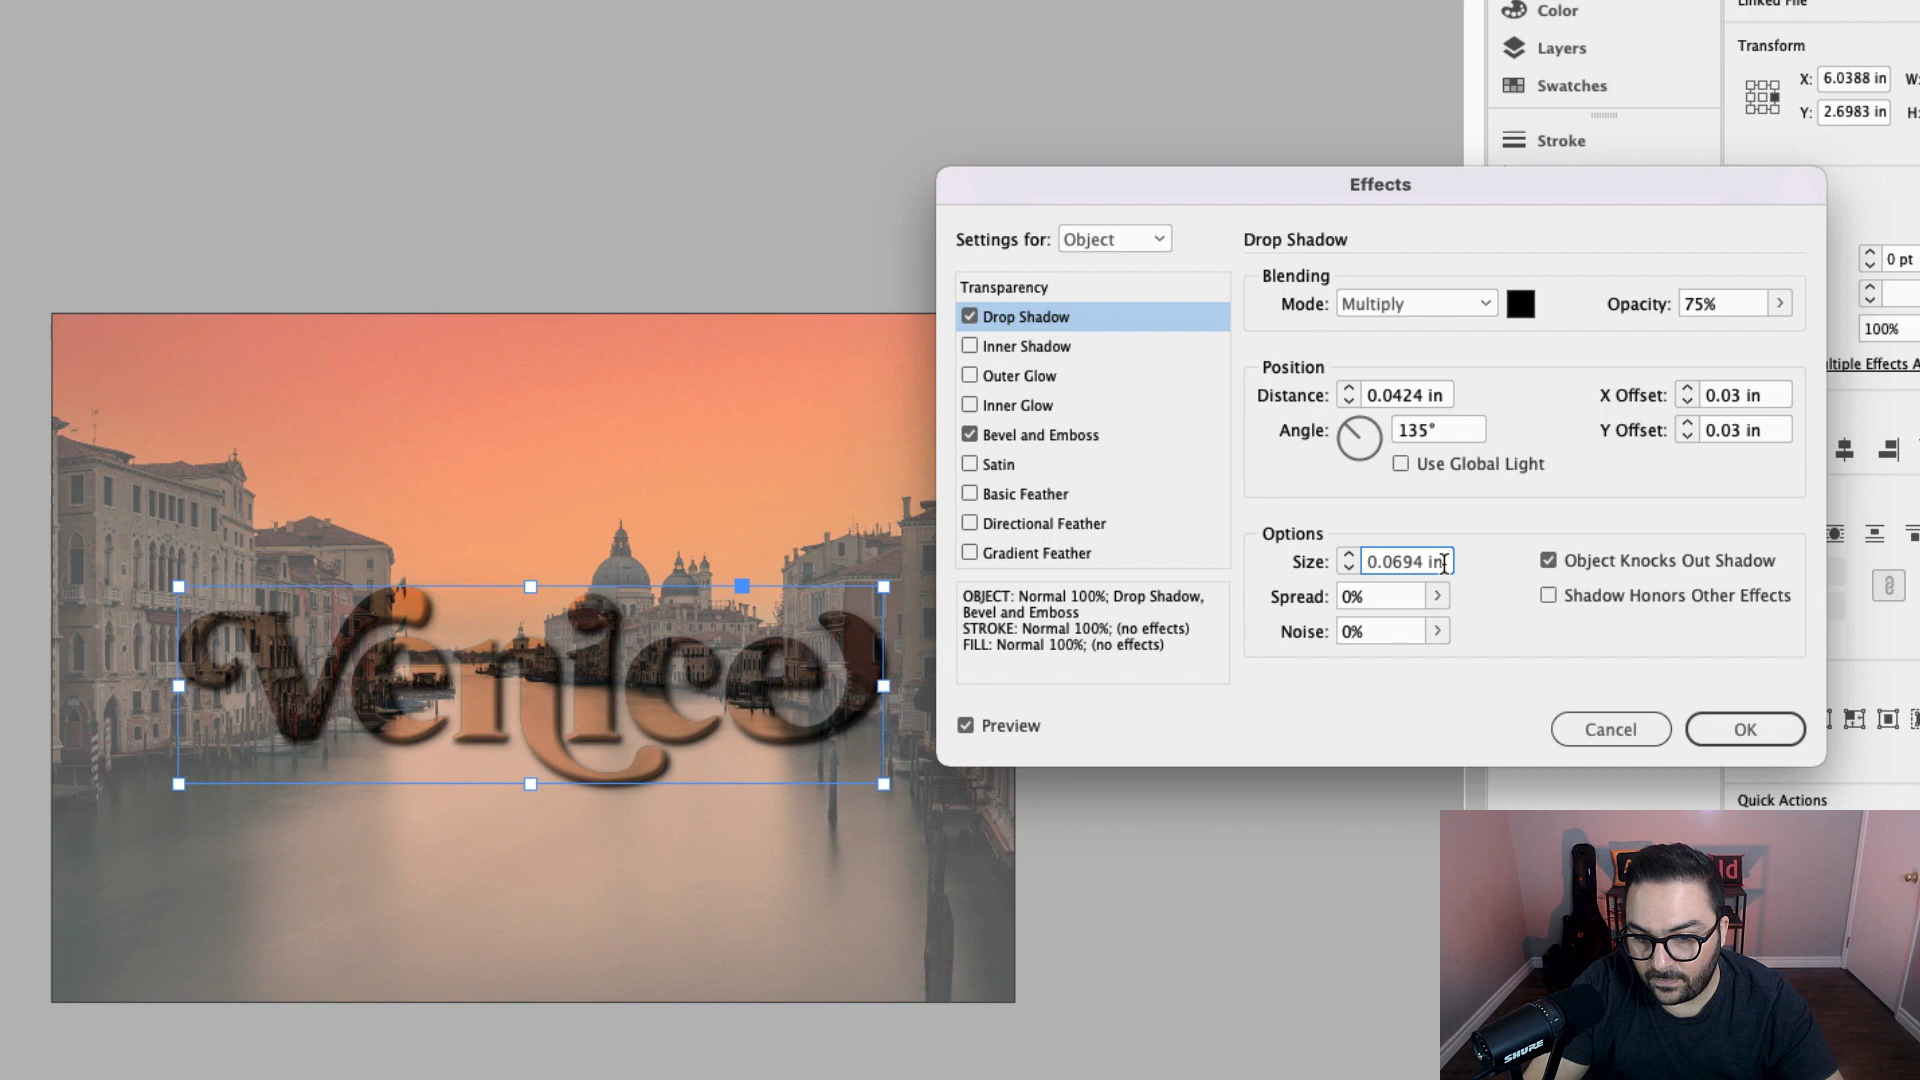 Linked File
Color
Layers
Swatches
Stroke
Transform
X: 6.0388 in W:
Y: 2.6983 in H:
0 pt
100%
Effects
Settings for: Object
Transparency
Drop Shadow
Inner Shadow
Outer Glow
Inner Glow
Bevel and Emboss
Satin
Basic Feather
Directional Feather
Gradient Feather
OBJECT: Normal 100%; Drop Shadow,
Bevel and Emboss
STROKE: Normal 100%; (no effects)
FILL: Normal 100%; (no effects)
Preview
Drop Shadow
Blending
Mode: Multiply
Opacity: 75%
Position
Distance: 0.0424 in
X Offset: 0.03 in
Angle: 135°
Y Offset: 0.03 in
Use Global Light
Options
Size: 0.0694 in
Object Knocks Out Shadow
Spread: 0%
Shadow Honors Other Effects
Noise: 0%
Cancel
OK
Effects A
Quick Actions
Venice
SHURE